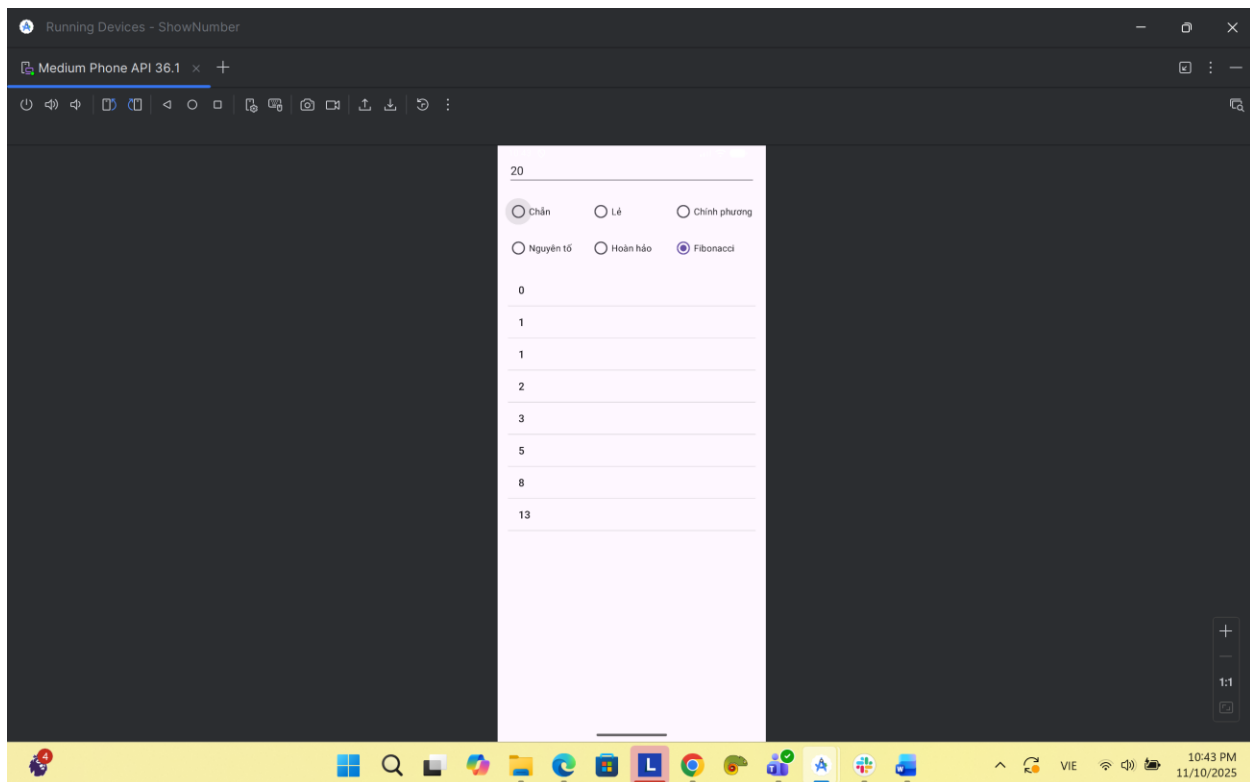 Running Devices - ShowNumber
Medium Phone API 36.1
20
Chẵn Lẻ Chính phương
Nguyên tố Hoàn hảo Fibonacci
0
1
1
2
3
5
8
13
1:1
4
L
VIE
10:43 PM
11/10/2025